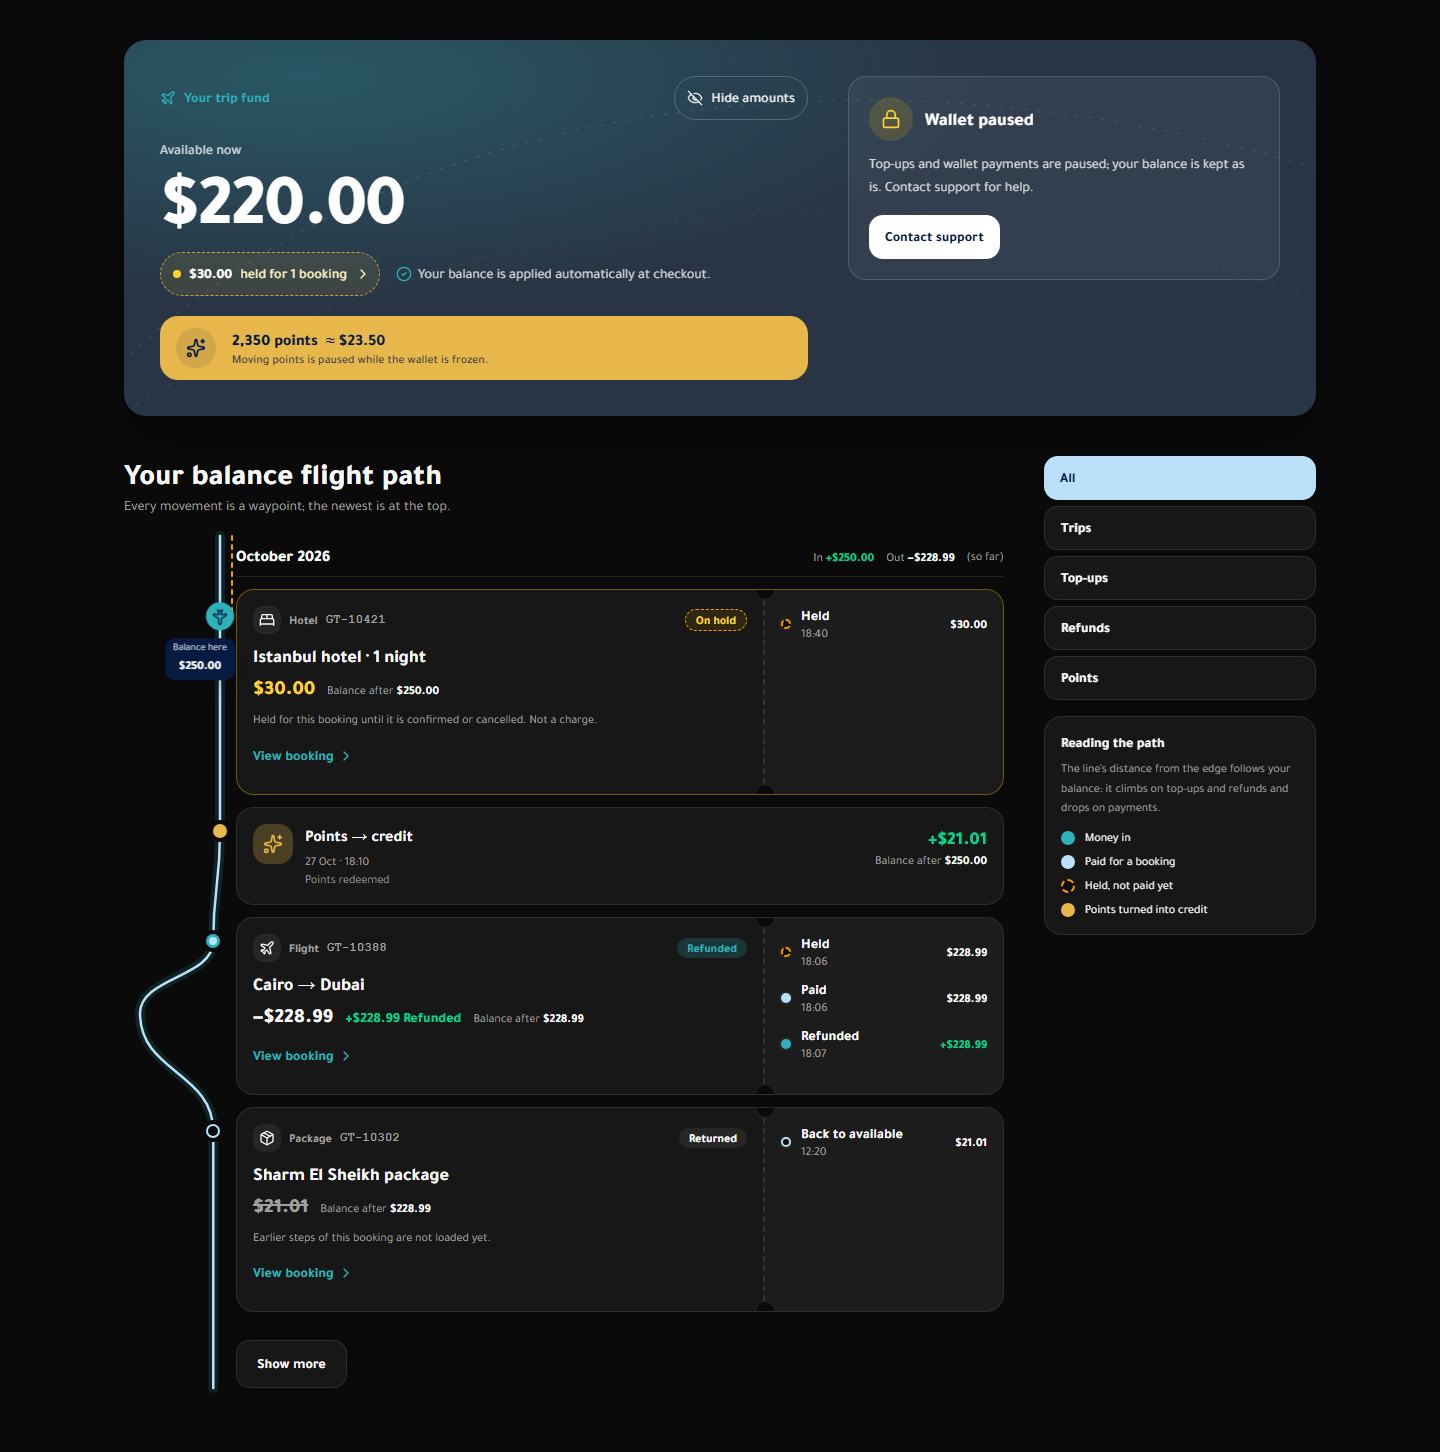 Your trip fund
Hide amounts
Available now
$220.00
$30.00 held for 1 booking
Your balance is applied automatically at checkout.
2,350 points ≈ $23.50
Moving points is paused while the wallet is frozen.
Wallet paused
Top-ups and wallet payments are paused; your balance is kept as
is. Contact support for help.
Contact support
Your balance flight path
Every movement is a waypoint; the newest is at the top.
October 2026
In +$250.00 Out −$228.99 (so far)
Balance here
$250.00
Hotel GT-10421
On hold
Istanbul hotel · 1 night
$30.00 Balance after $250.00
Held for this booking until it is confirmed or cancelled. Not a charge.
View booking
Held
18:40
$30.00
Points → credit
27 Oct · 18:10
Points redeemed
+$21.01
Balance after $250.00
Flight GT-10388
Refunded
Cairo → Dubai
−$228.99 +$228.99 Refunded Balance after $228.99
View booking
Held
18:06
$228.99
Paid
18:06
$228.99
Refunded
18:07
+$228.99
Package GT-10302
Returned
Sharm El Sheikh package
$21.01 Balance after $228.99
Earlier steps of this booking are not loaded yet.
View booking
Back to available
12:20
$21.01
Show more
All
Trips
Top-ups
Refunds
Points
Reading the path
The line's distance from the edge follows your
balance: it climbs on top-ups and refunds and
drops on payments.
Money in
Paid for a booking
Held, not paid yet
Points turned into credit